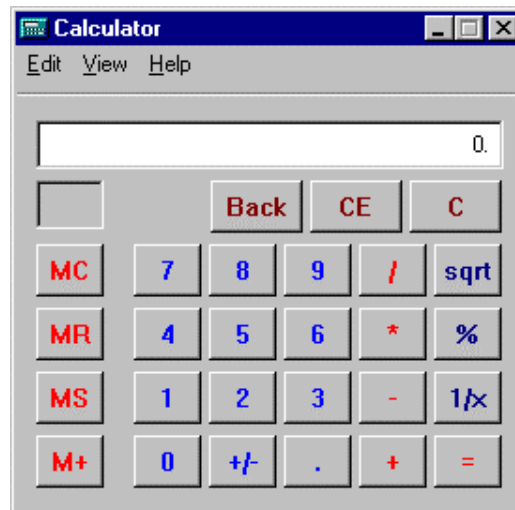 Calculator
Edit View Help
0.
Back CE C
MC 7 8 9 / sqrt
MR 4 5 6 * %
MS 1 2 3 - 1/x
M+ 0 +/- . + =